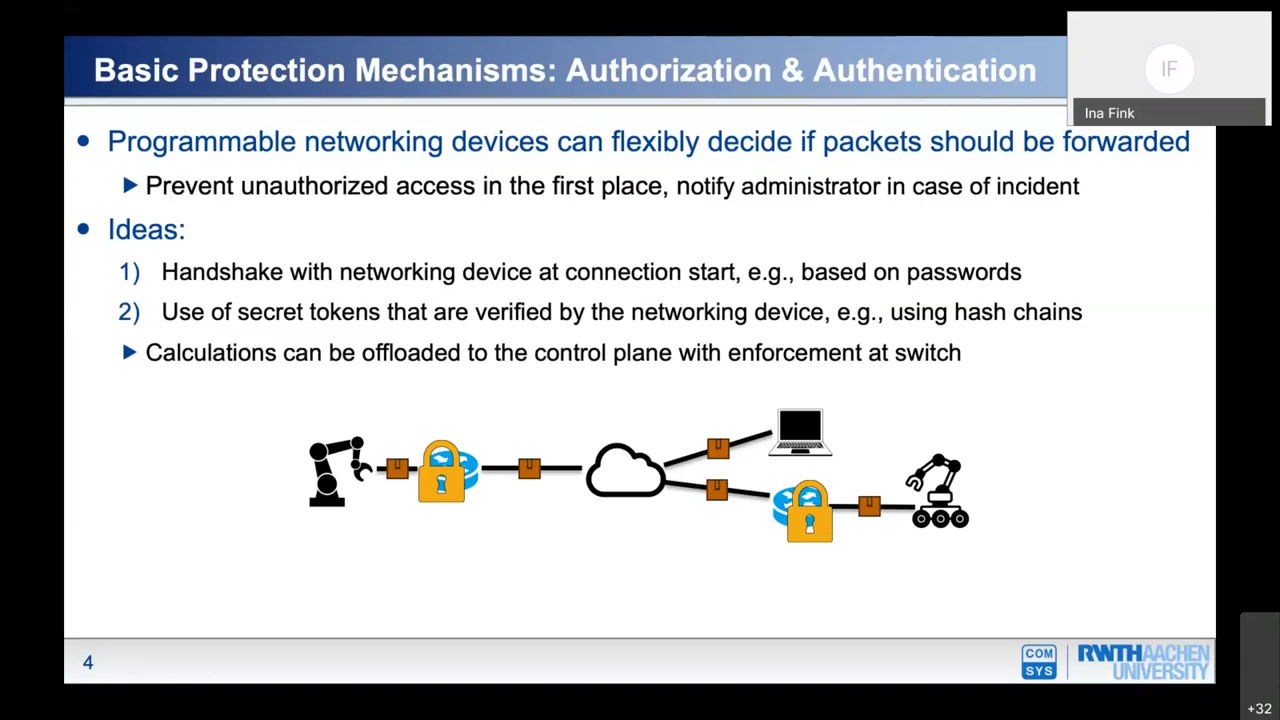 Basic Protection Mechanisms: Authorization & Authentication
IF
Ina Fink
• Programmable networking devices can flexibly decide if packets should be forwarded
Prevent unauthorized access in the first place, notify administrator in case of incident
• Ideas:
1) Handshake with networking device at connection start, e.g., based on passwords
2) Use of secret tokens that are verified by the networking device, e.g., using hash chains
Calculations can be offloaded to the control plane with enforcement at switch
4
COM
SYS
RWTHAACHEN
UNIVERSITY
+32